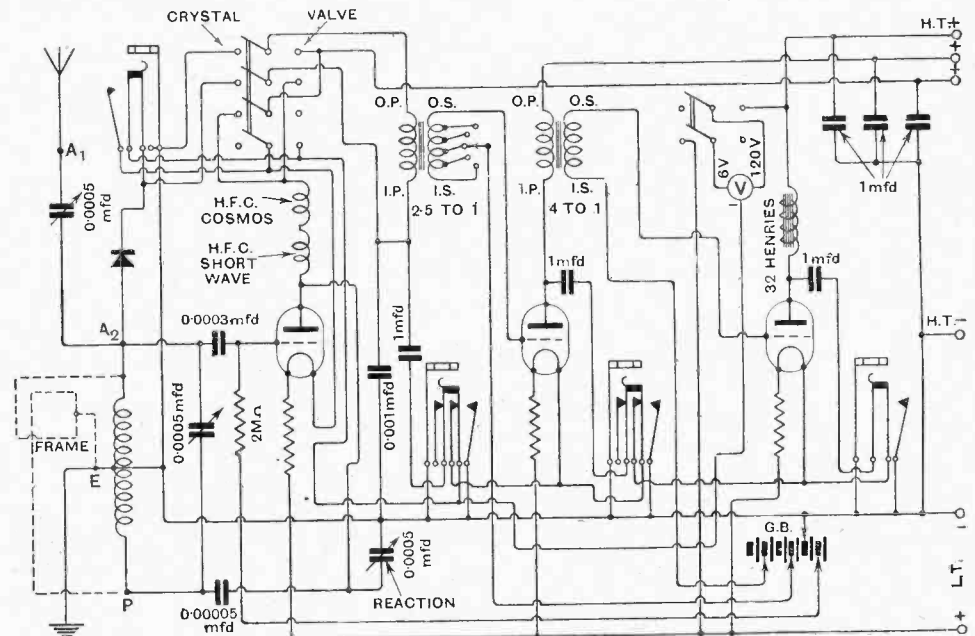 CRYSTAL
VALVE
H.T.+
+
+
A1
0.0005
mfd
O.P.
O.S.
I.P.
I.S.
2-5 TO 1
O.P.
O.S.
I.P.
I.S.
4 TO 1
6V
120V
V
1mfd
H.F.C.
COSMOS
H.F.C.
SHORT
WAVE
32 HENRIES
A2
0.0003mfd
1mfd
1mfd
1mfd
H.T.-
FRAME
E
0.0005mfd
2MΩ
0.001mfd
P
0.00005
mfd
0.0005
mfd
REACTION
G.B.
-
L.T.
+